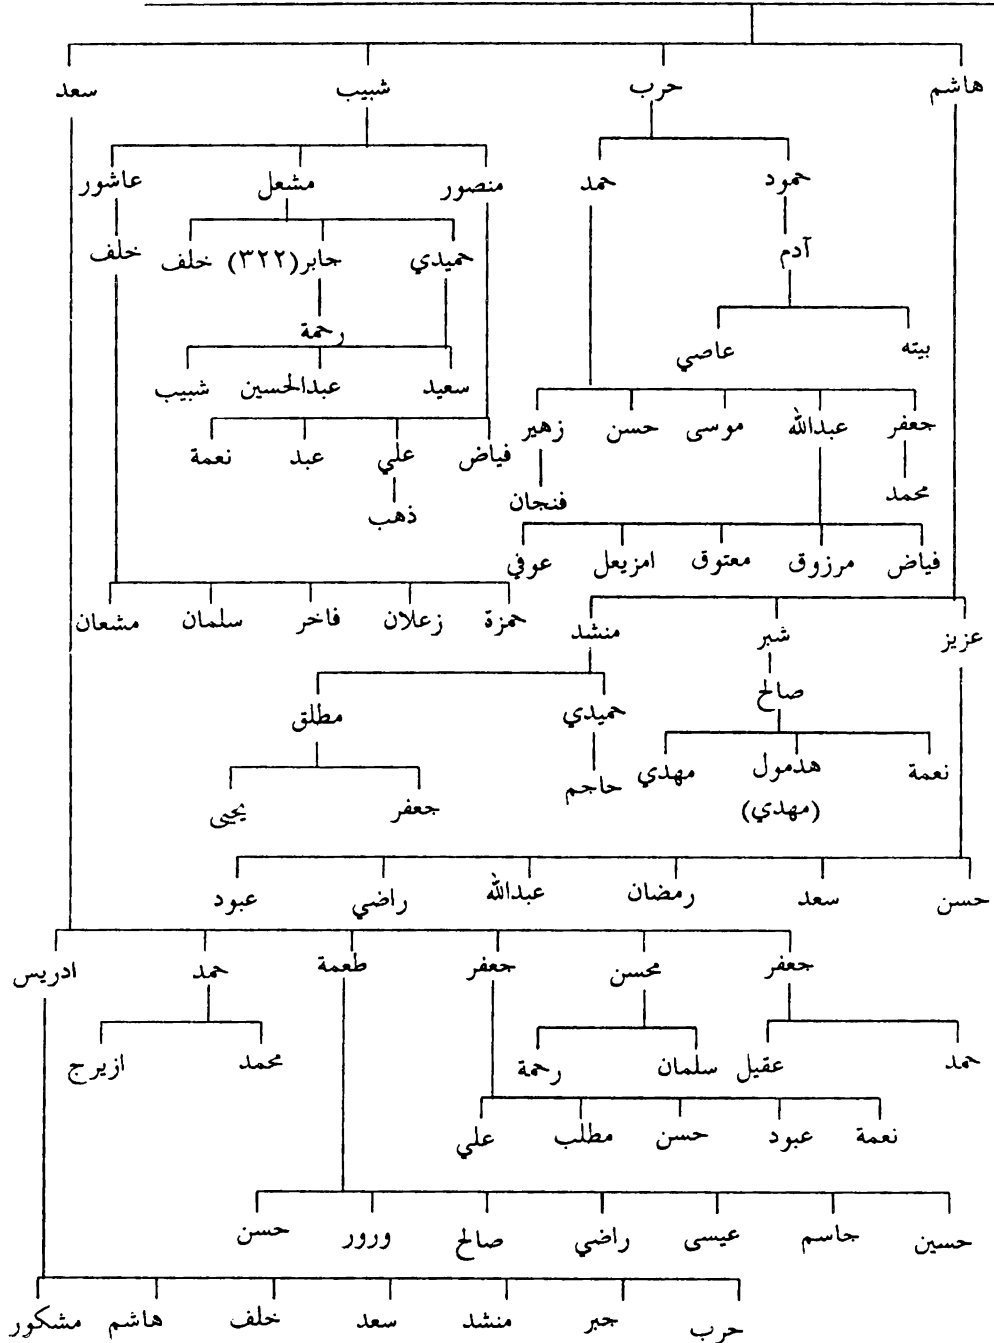 هاشم حرب شبيب سعد
حمود حمد منصور مشعل عاشور
آدم حميدي جابر (٣٢٢) خلف خلف
بيته عاصي رحمة
سعيد عبدالحسين شبيب
جعفر عبدالله موسى حسن زهير فياض علي عبد نعمة
محمد فنجان ذهب
فياض مرزوق معتوق امزيعل عوفي
عزيز شبر منشد حمزة زعلان فاخر سلمان مشعان
صالح حميدي مطلق
نعمة هدمول مهدي حاجم جعفر يحيى
(مهدي)
حسن سعد رمضان عبدالله راضي عبود
جعفر محسن جعفر طعمة حمد ادريس
حمد عقيل سلمان رحمة محمد ازيرج
نعمة عبود حسن مطلب علي
حسين جاسم عيسى راضي صالح ورور حسن
حرب جبر منشد سعد خلف هاشم مشكور